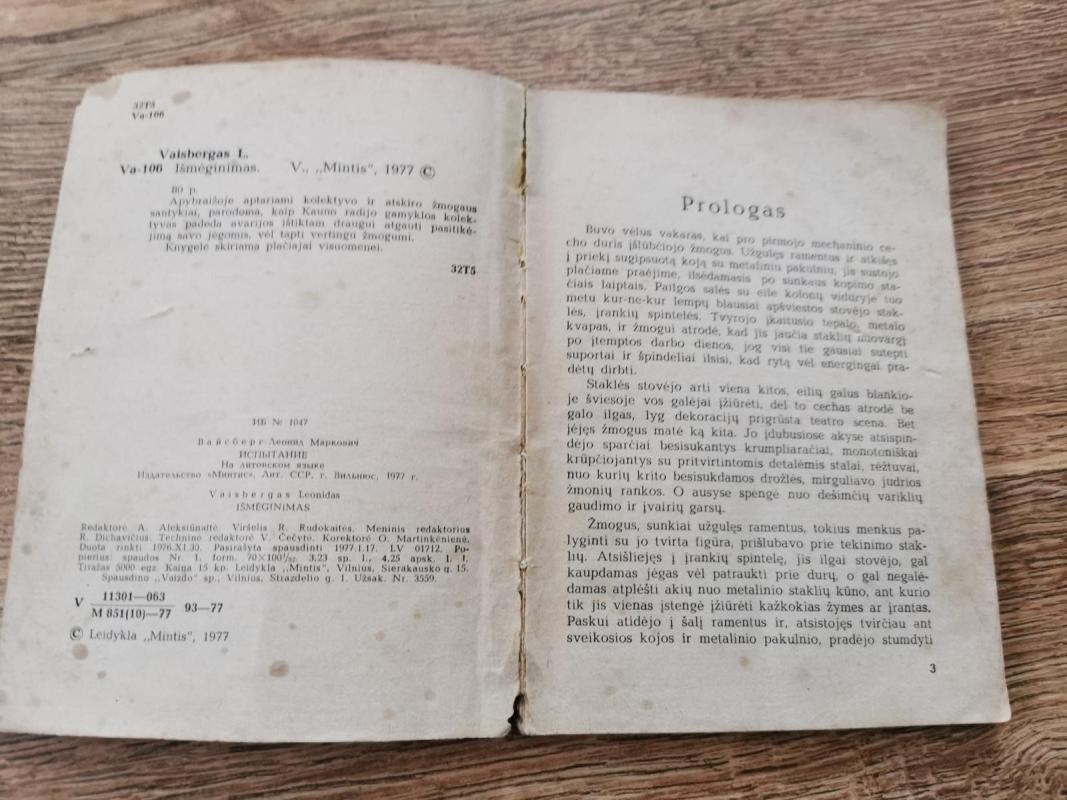 32T5
Va-106
Vaisbergas L.
Va-106 Išmėginimas. V., „Mintis“, 1977 ©
80 p.
Apybraižoje aptariami kolektyvo ir atskiro žmogaus
santykiai, parodoma, kaip Kauno radijo gamyklos kolek-
tyvas padeda avarijos ištiktam draugui atgauti pasitikė-
jimą savo jėgomis, vėl tapti vertingu žmogumi.
Knygelė skiriama plačiajai visuomenei.
32T5
ИБ № 1047
Вайсберг Леонид Маркович
ИСПЫТАНИЕ
На литовском языке
Издательство «Минтис», Лит. ССР, г. Вильнюс, 1977 г.
Vaisbergas Leonidas
IŠMĖGINIMAS
Redaktorė A. Aleksiūnaitė. Viršelis R. Rudokaitės. Meninis redaktorius
R. Dichavičius. Techninė redaktorė V. Čečytė. Korektorė O. Martinkėnienė.
Duota rinkti 1976.XI.30. Pasirašyta spausdinti 1977.I.17. LV 01712. Po-
pierius: spaudos Nr. 1, form. 70×100¹/₃₂, 3,23 sp. l., 4,25 apsk. l. l.
Tiražas 5000 egz. Kaina 15 kp. Leidykla „Mintis“, Vilnius, Sierakausko g. 15.
Spausdino „Vaizdo“ sp., Vilnius, Strazdelio g. 1. Užsak. Nr. 3559.
V 11301—063
M 851(10)—77 93—77
© Leidykla „Mintis“, 1977
Prologas
Buvo vėlus vakaras, kai pro pirmojo mechaninio ce-
cho duris įšlubčiojo žmogus. Užgulęs ramentus ir atkišęs
į priekį sugipsuotą koją su metaliniu pakulniu, jis sustojo
plačiame praėjime, ilsėdamasis po sunkaus kopimo sta-
čiais laiptais. Pailgos salės su eile kolonų viduryje tuo
metu kur-ne-kur lempų blausiai apšviestos stovėjo stak-
lės, įrankių spintelės. Tvyrojo įkaitusio tepalo, metalo
kvapas, ir žmogui atrodė, kad jis jaučia staklių nuovargį
po įtemptos darbo dienos, jog visi tie gausiai sutepti
suportai ir špindeliai ilsisi, kad rytą vėl energingai pra-
dėtų dirbti.
Staklės stovėjo arti viena kitos, eilių galus blankio-
je šviesoje vos galėjai įžiūrėti, dėl to cechas atrodė be
galo ilgas, lyg dekoracijų prigrūsta teatro scena. Bet
įėjęs žmogus matė ką kita. Jo įdubusiose akyse atsispin-
dėjo sparčiai besisukantys krumpliaračiai, monotoniškai
krūpčiojantys su pritvirtintomis detalėmis stalai, rėžtuvai,
nuo kurių krito besisukdamos drožlės, mirguliavo judrios
žmonių rankos. O ausyse spengė nuo dešimčių variklių
gaudimo ir įvairių garsų.
Žmogus, sunkiai užgulęs ramentus, tokius menkus pa-
lyginti su jo tvirta figūra, prišlubavo prie tekinimo stak-
lių. Atsišliejęs į įrankių spintelę, jis ilgai stovėjo, gal
kaupdamas jėgas vėl patraukti prie durų, o gal negalė-
damas atplėšti akių nuo metalinio staklių kūno, ant kurio
tik jis vienas įstengė įžiūrėti kažkokias žymes ar įrantas.
Paskui atidėjo į šalį ramentus ir, atsistojęs tvirčiau ant
sveikosios kojos ir metalinio pakulnio, pradėjo stumdyti
3